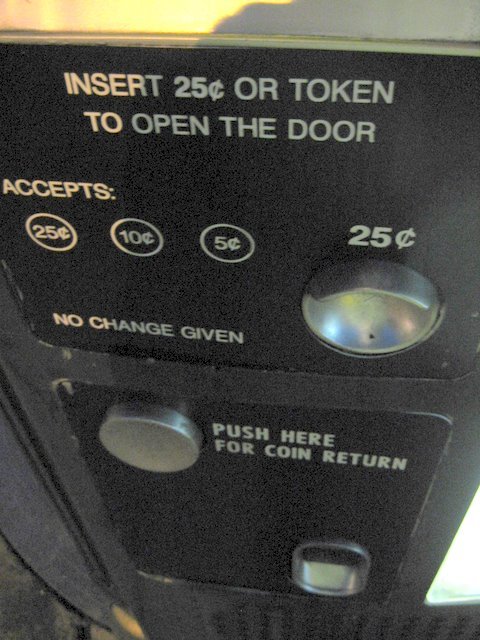 INSERT 25¢ OR TOKEN
TO OPEN THE DOOR
ACCEPTS:
25¢ 10¢ 5¢
25¢
NO CHANGE GIVEN
PUSH HERE
FOR COIN RETURN